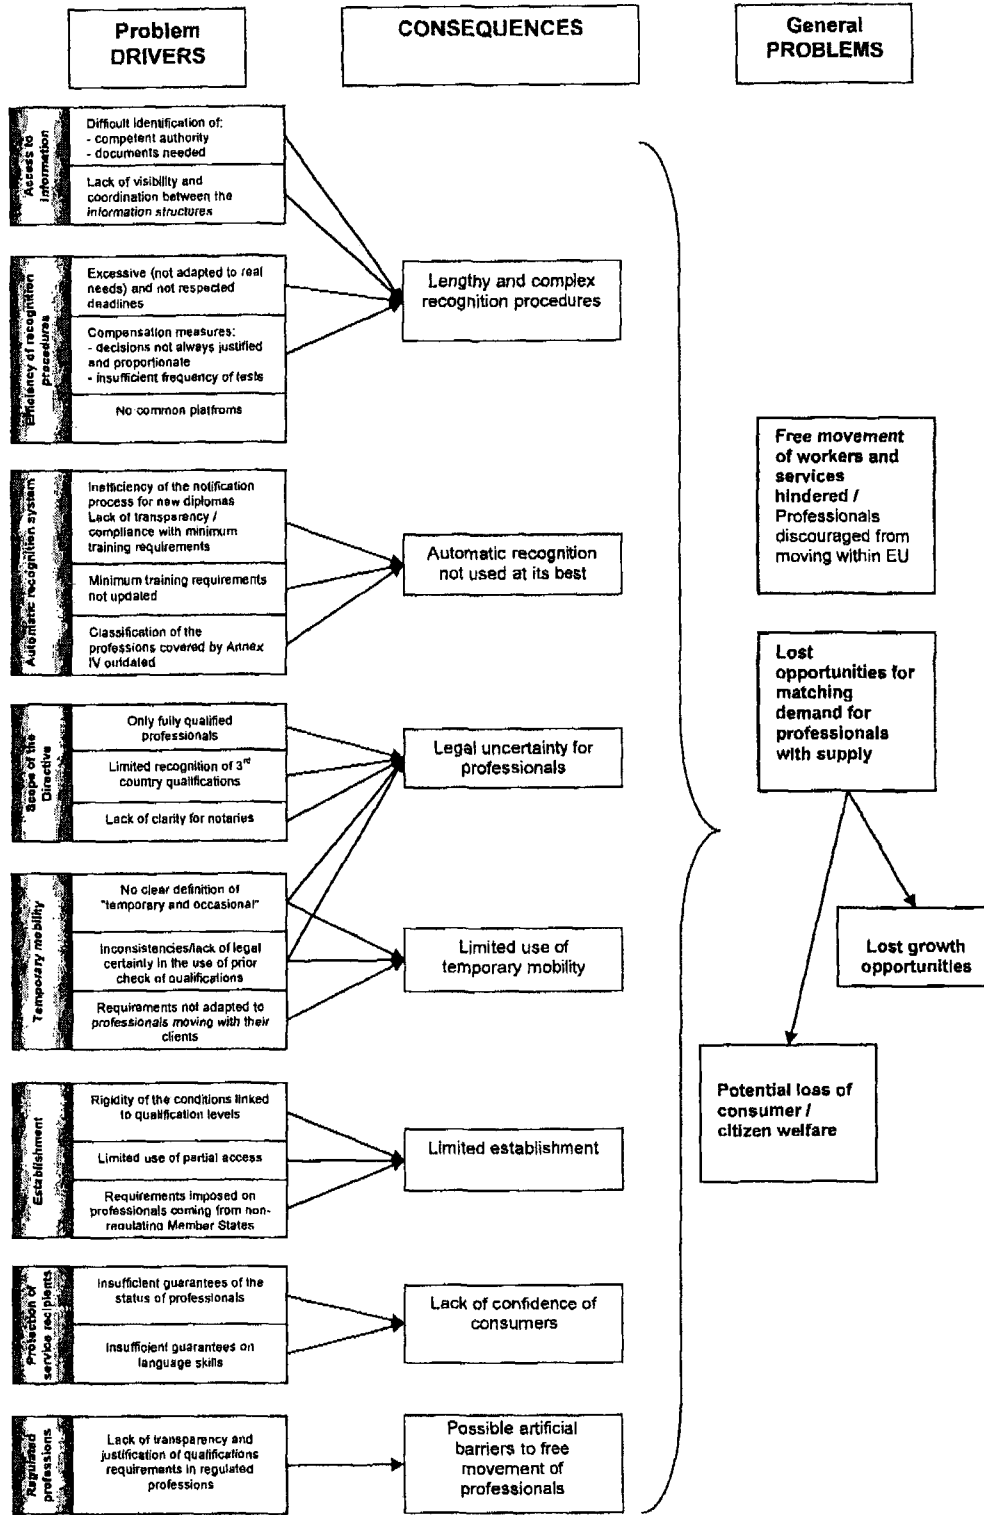 Problem
DRIVERS
CONSEQUENCES
General
PROBLEMS
Access to
information
Difficult identification of:
- competent authority
- documents needed
Lack of visibility and
coordination between the
information structures
Efficiency of recognition
procedures
Excessive (not adapted to real
needs) and not respected
deadlines
Compensation measures:
- decisions not always justified
and proportionate
- insufficient frequency of tests
No common platfroms
Lengthy and complex
recognition procedures
Automatic recognition system
Inefficiency of the notification
process for new diplomas
Lack of transparency /
compliance with minimum
training requirements
Minimum training requirements
not updated
Classification of the
professions covered by Annex
IV outdated
Automatic recognition
not used at its best
Scope of the
Directive
Only fully qualified
professionals
Limited recognition of 3rd
country qualifications
Lack of clarity for notaries
Legal uncertainty for
professionals
Temporary mobility
No clear definition of
"temporary and occasional"
Inconsistencies/lack of legal
certainty in the use of prior
check of qualifications
Requirements not adapted to
professionals moving with their
clients
Limited use of
temporary mobility
Establishment
Rigidity of the conditions linked
to qualification levels
Limited use of partial access
Requirements imposed on
professionals coming from non-
regulating Member States
Limited establishment
Protection of
service recipients
Insufficient guarantees of the
status of professionals
Insufficient guarantees on
language skills
Lack of confidence of
consumers
Regulated
professions
Lack of transparency and
justification of qualifications
requirements in regulated
professions
Possible artificial
barriers to free
movement of
professionals
Free movement
of workers and
services
hindered /
Professionals
discouraged from
moving within EU
Lost
opportunities for
matching
demand for
professionals
with supply
Lost growth
opportunities
Potential loss of
consumer /
citizen welfare